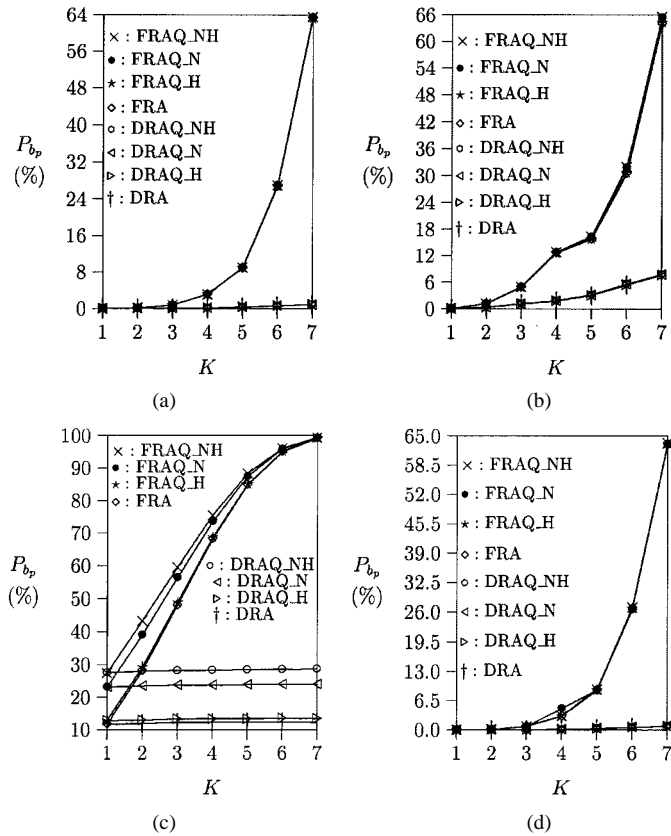 64
56
48
40
32
24
16
8
0
P_{b_p}
(%)
× : FRAQ_NH
● : FRAQ_N
★ : FRAQ_H
◇ : FRA
○ : DRAQ_NH
◁ : DRAQ_N
▷ : DRAQ_H
† : DRA
1 2 3 4 5 6 7
K
(a)
66
60
54
48
42
36
30
24
18
12
6
0
P_{b_p}
(%)
× : FRAQ_NH
● : FRAQ_N
★ : FRAQ_H
◇ : FRA
○ : DRAQ_NH
◁ : DRAQ_N
▷ : DRAQ_H
† : DRA
1 2 3 4 5 6 7
K
(b)
100
90
80
70
60
50
40
30
20
10
P_{b_p}
(%)
× : FRAQ_NH
● : FRAQ_N
★ : FRAQ_H
◇ : FRA
○ : DRAQ_NH
◁ : DRAQ_N
▷ : DRAQ_H
† : DRA
1 2 3 4 5 6 7
K
(c)
65.0
58.5
52.0
45.5
39.0
32.5
26.0
19.5
13.0
6.5
0.0
P_{b_p}
(%)
× : FRAQ_NH
● : FRAQ_N
★ : FRAQ_H
◇ : FRA
○ : DRAQ_NH
◁ : DRAQ_N
▷ : DRAQ_H
† : DRA
1 2 3 4 5 6 7
K
(d)